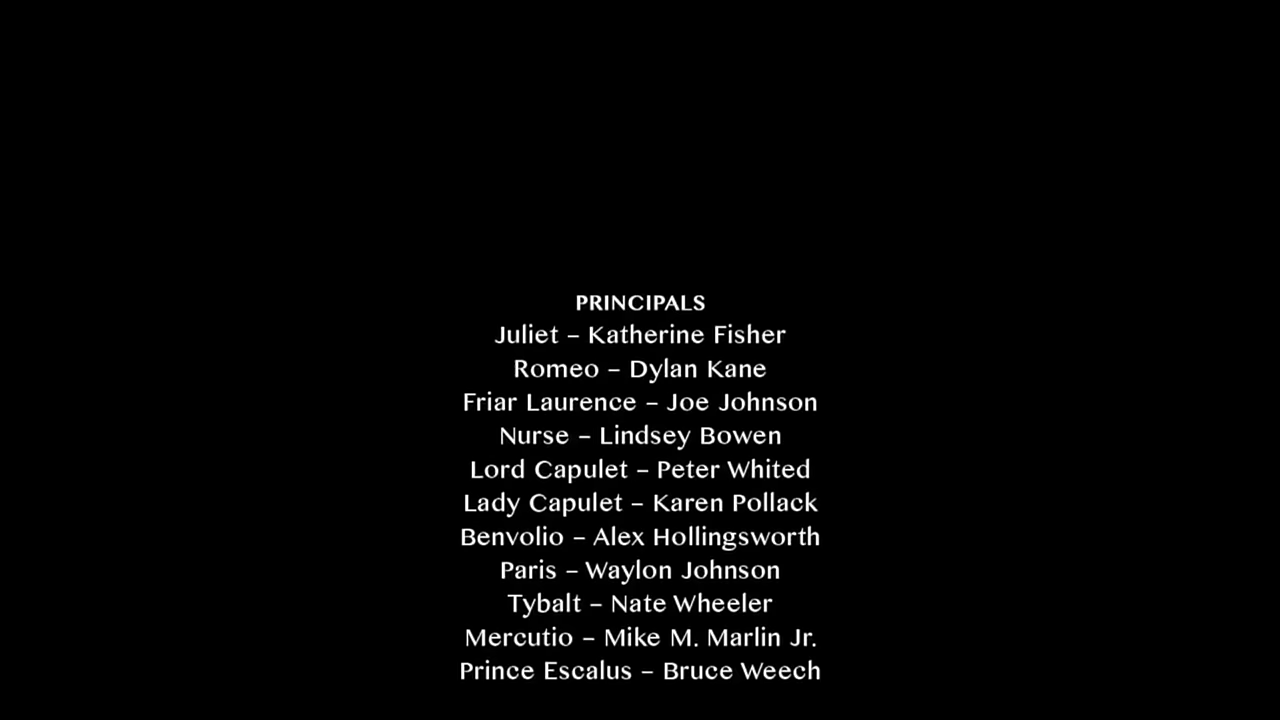 PRINCIPALS
Juliet – Katherine Fisher
Romeo – Dylan Kane
Friar Laurence – Joe Johnson
Nurse – Lindsey Bowen
Lord Capulet – Peter Whited
Lady Capulet – Karen Pollack
Benvolio – Alex Hollingsworth
Paris – Waylon Johnson
Tybalt – Nate Wheeler
Mercutio – Mike M. Marlin Jr.
Prince Escalus – Bruce Weech